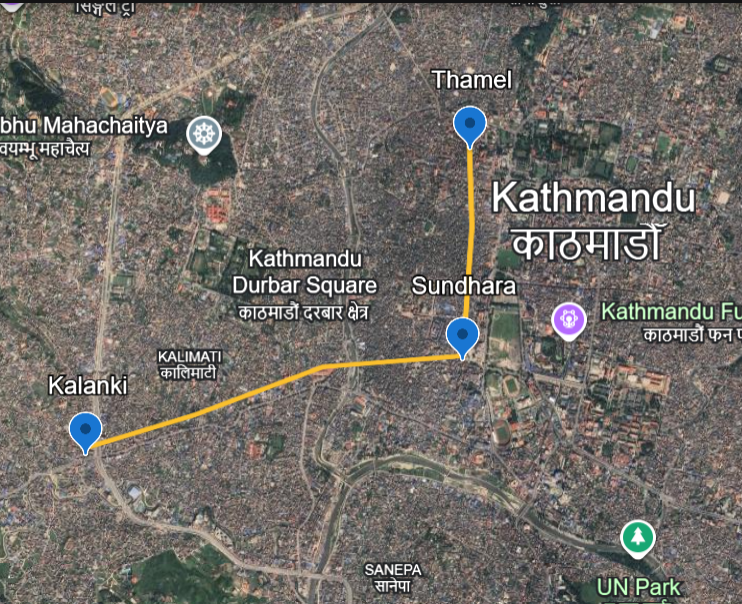 Thamel
bhu Mahachaitya
वयम्भू महाचैत्य
Kathmandu
काठमाडौँ
Kathmandu
Durbar Square
काठमाडौं दरबार क्षेत्र
Sundhara
Kathmandu Fu
काठमाडौं फन प
KALIMATI
कालिमाटी
Kalanki
SANEPA
सानेपा
UN Park